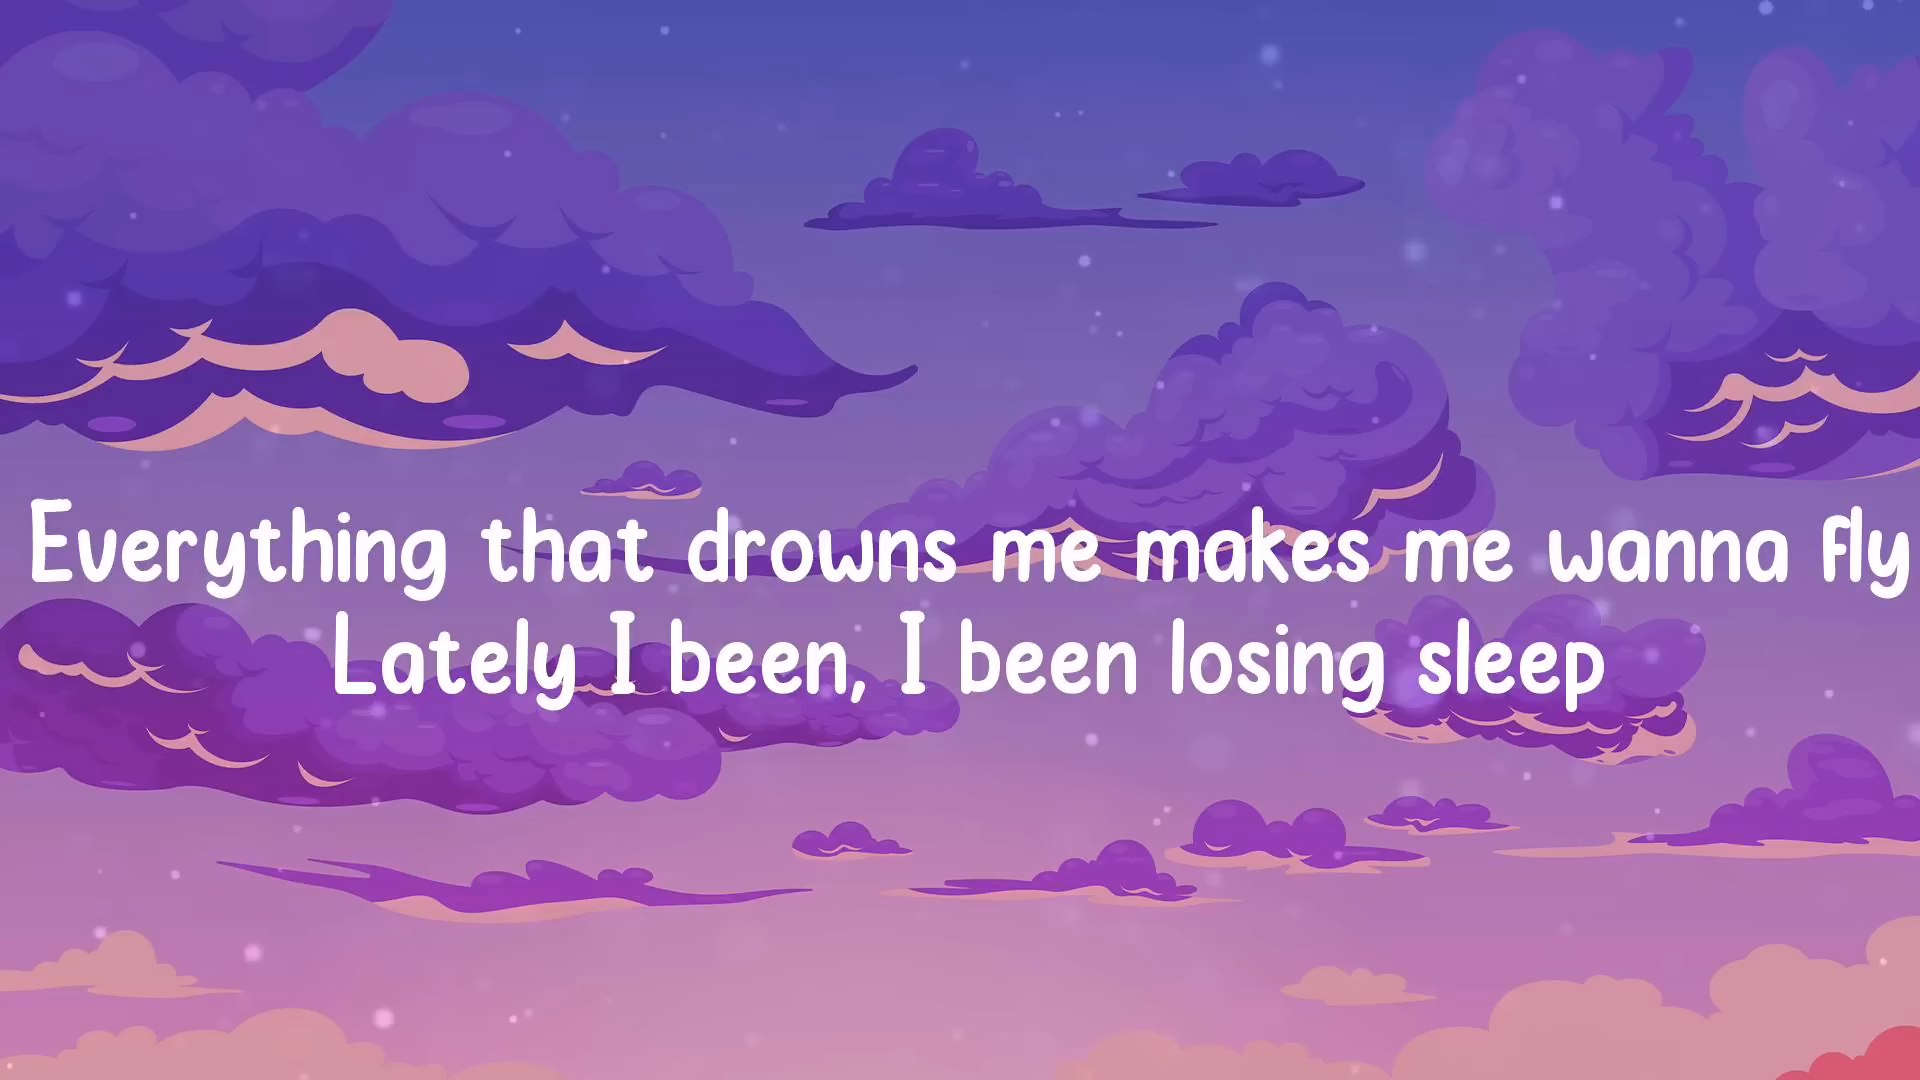 Everything that drowns me makes me wanna fly
Lately I been, I been losing sleep